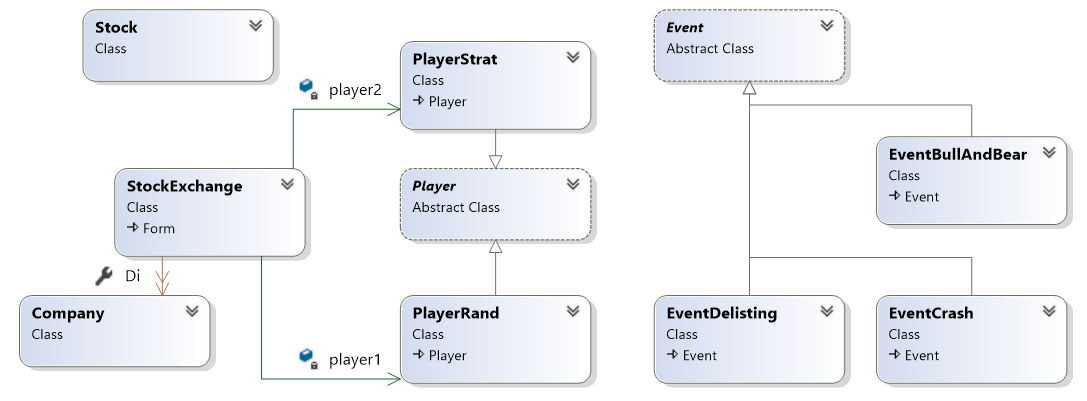 Stock
Class
PlayerStrat
Class
Player
player2
StockExchange
Class
Form
Player
Abstract Class
Di
Company
Class
PlayerRand
Class
Player
player1
Event
Abstract Class
EventBullAndBear
Class
Event
EventDelisting
Class
Event
EventCrash
Class
Event